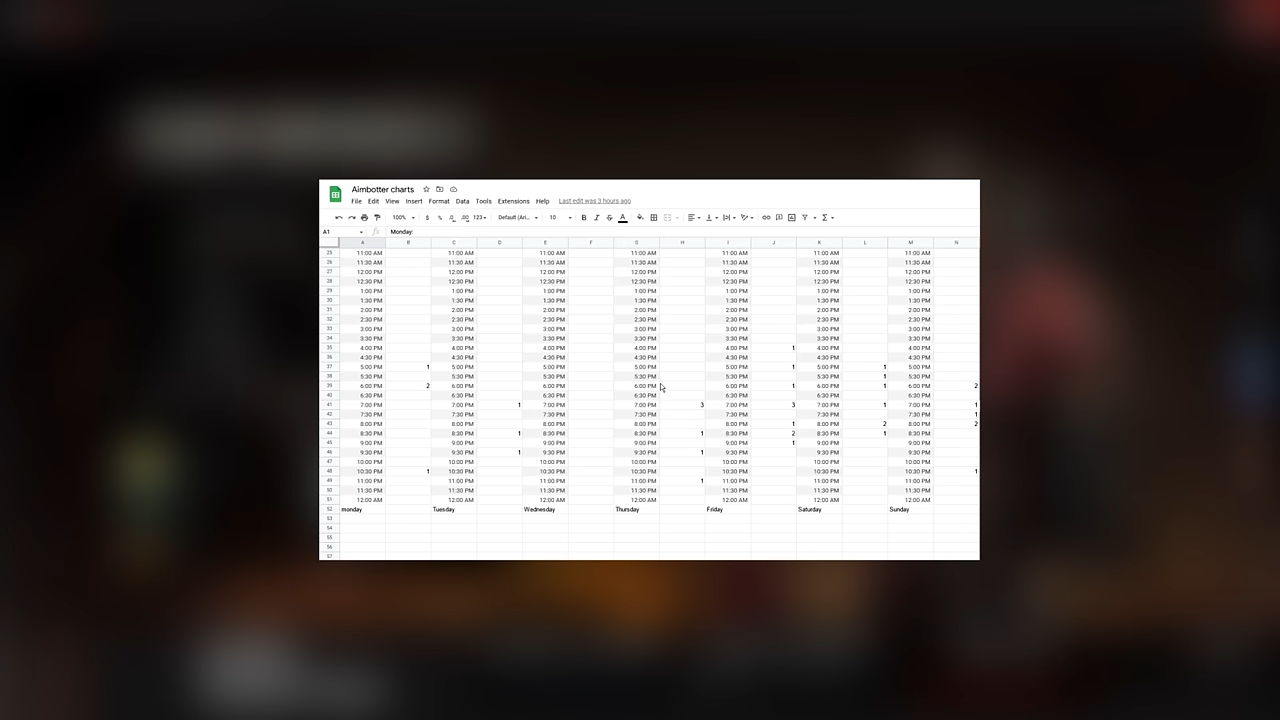 Aimbotter charts
File Edit View Insert Format Data Tools Extensions Help Last edit was 3 hours ago
100% $ % .0 .00 123 Default (Ari... 10 B I A
A1 fx Monday:
A B C D E F G H I J K L M N
25 11:00 AM 11:00 AM 11:00 AM 11:00 AM 11:00 AM 11:00 AM 11:00 AM
26 11:30 AM 11:30 AM 11:30 AM 11:30 AM 11:30 AM 11:30 AM 11:30 AM
27 12:00 PM 12:00 PM 12:00 PM 12:00 PM 12:00 PM 12:00 PM 12:00 PM
28 12:30 PM 12:30 PM 12:30 PM 12:30 PM 12:30 PM 12:30 PM 12:30 PM
29 1:00 PM 1:00 PM 1:00 PM 1:00 PM 1:00 PM 1:00 PM 1:00 PM
30 1:30 PM 1:30 PM 1:30 PM 1:30 PM 1:30 PM 1:30 PM 1:30 PM
31 2:00 PM 2:00 PM 2:00 PM 2:00 PM 2:00 PM 2:00 PM 2:00 PM
32 2:30 PM 2:30 PM 2:30 PM 2:30 PM 2:30 PM 2:30 PM 2:30 PM
33 3:00 PM 3:00 PM 3:00 PM 3:00 PM 3:00 PM 3:00 PM 3:00 PM
34 3:30 PM 3:30 PM 3:30 PM 3:30 PM 3:30 PM 3:30 PM 3:30 PM
35 4:00 PM 4:00 PM 4:00 PM 4:00 PM 4:00 PM 1 4:00 PM 4:00 PM
36 4:30 PM 4:30 PM 4:30 PM 4:30 PM 4:30 PM 4:30 PM 4:30 PM
37 5:00 PM 1 5:00 PM 5:00 PM 5:00 PM 5:00 PM 1 5:00 PM 1 5:00 PM
38 5:30 PM 5:30 PM 5:30 PM 5:30 PM 5:30 PM 5:30 PM 1 5:30 PM
39 6:00 PM 2 6:00 PM 6:00 PM 6:00 PM 6:00 PM 1 6:00 PM 1 6:00 PM 2
40 6:30 PM 6:30 PM 6:30 PM 6:30 PM 6:30 PM 6:30 PM 6:30 PM
41 7:00 PM 7:00 PM 1 7:00 PM 7:00 PM 3 7:00 PM 3 7:00 PM 1 7:00 PM 1
42 7:30 PM 7:30 PM 7:30 PM 7:30 PM 7:30 PM 7:30 PM 7:30 PM 1
43 8:00 PM 8:00 PM 8:00 PM 8:00 PM 8:00 PM 1 8:00 PM 2 8:00 PM 2
44 8:30 PM 8:30 PM 1 8:30 PM 8:30 PM 1 8:30 PM 2 8:30 PM 1 8:30 PM
45 9:00 PM 9:00 PM 9:00 PM 9:00 PM 9:00 PM 1 9:00 PM 9:00 PM
46 9:30 PM 9:30 PM 1 9:30 PM 9:30 PM 1 9:30 PM 9:30 PM 9:30 PM
47 10:00 PM 10:00 PM 10:00 PM 10:00 PM 10:00 PM 10:00 PM 10:00 PM
48 10:30 PM 1 10:30 PM 10:30 PM 10:30 PM 10:30 PM 10:30 PM 10:30 PM 1
49 11:00 PM 11:00 PM 11:00 PM 11:00 PM 1 11:00 PM 11:00 PM 11:00 PM
50 11:30 PM 11:30 PM 11:30 PM 11:30 PM 11:30 PM 11:30 PM 11:30 PM
51 12:00 AM 12:00 AM 12:00 AM 12:00 AM 12:00 AM 12:00 AM 12:00 AM
52 monday Tuesday Wednesday Thursday Friday Saturday Sunday
53
54
55
56
57